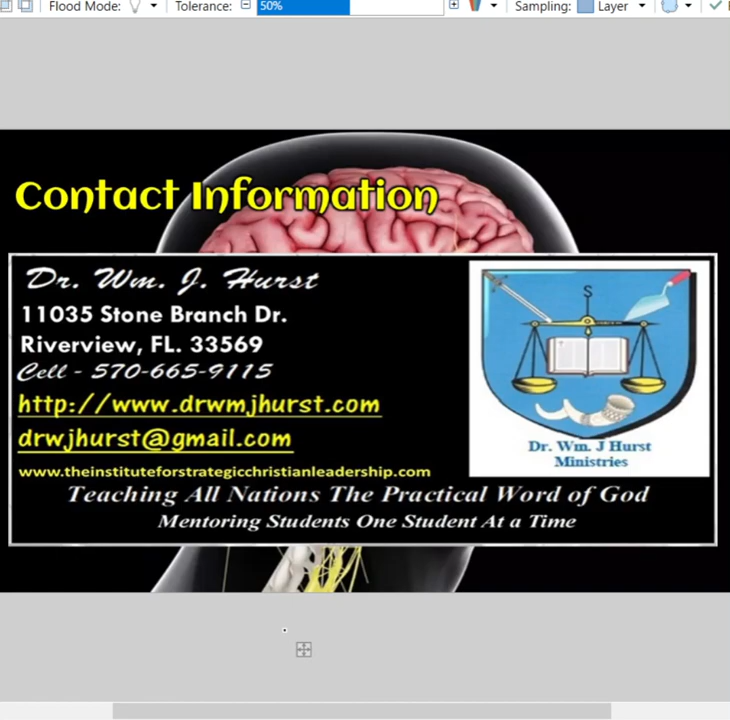 Flood Mode: Tolerance: 50% Sampling: Layer
Contact Information
Dr. Wm. J. Hurst
11035 Stone Branch Dr.
Riverview, FL. 33569
Cell - 570-665-9115
http://www.drwmjhurst.com
drwjhurst@gmail.com
www.theinstituteforstrategicchristianleadership.com
S
Dr. Wm. J Hurst
Ministries
Teaching All Nations The Practical Word of God
Mentoring Students One Student At a Time